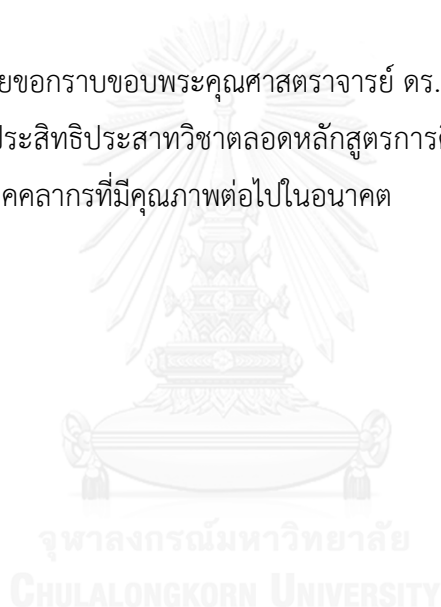 ยขอกราบขอบพระคุณศาสตราจารย์ ดร.
ประสิทธิประสาทวิชาตลอดหลักสูตรการศ
คคลากรที่มีคุณภาพต่อไปในอนาคต
จุฬาลงกรณ์มหาวิทยาลัย
CHULALONGKORN UNIVERSITY